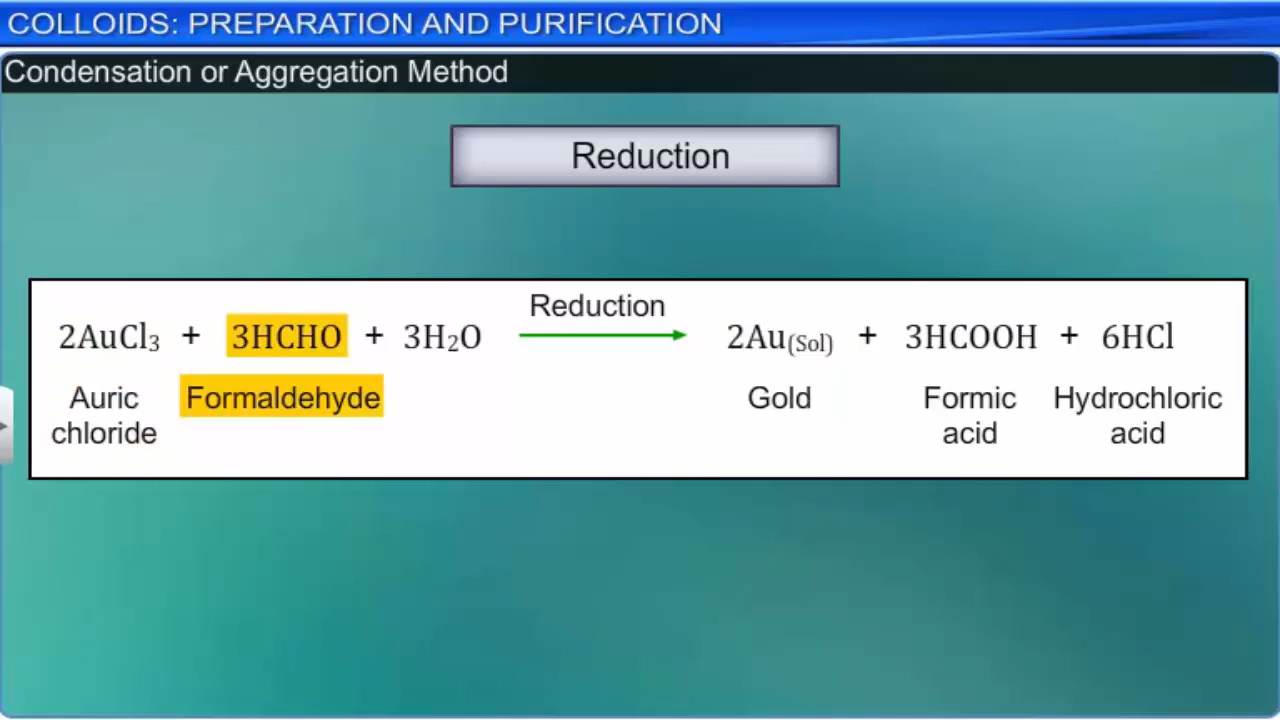 COLLOIDS: PREPARATION AND PURIFICATION
Condensation or Aggregation Method
Reduction
Reduction
2AuCl₃ + 3HCHO + 3H₂O → 2Au(Sol) + 3HCOOH + 6HCl
Auric Formaldehyde Gold Formic Hydrochloric
chloride acid acid